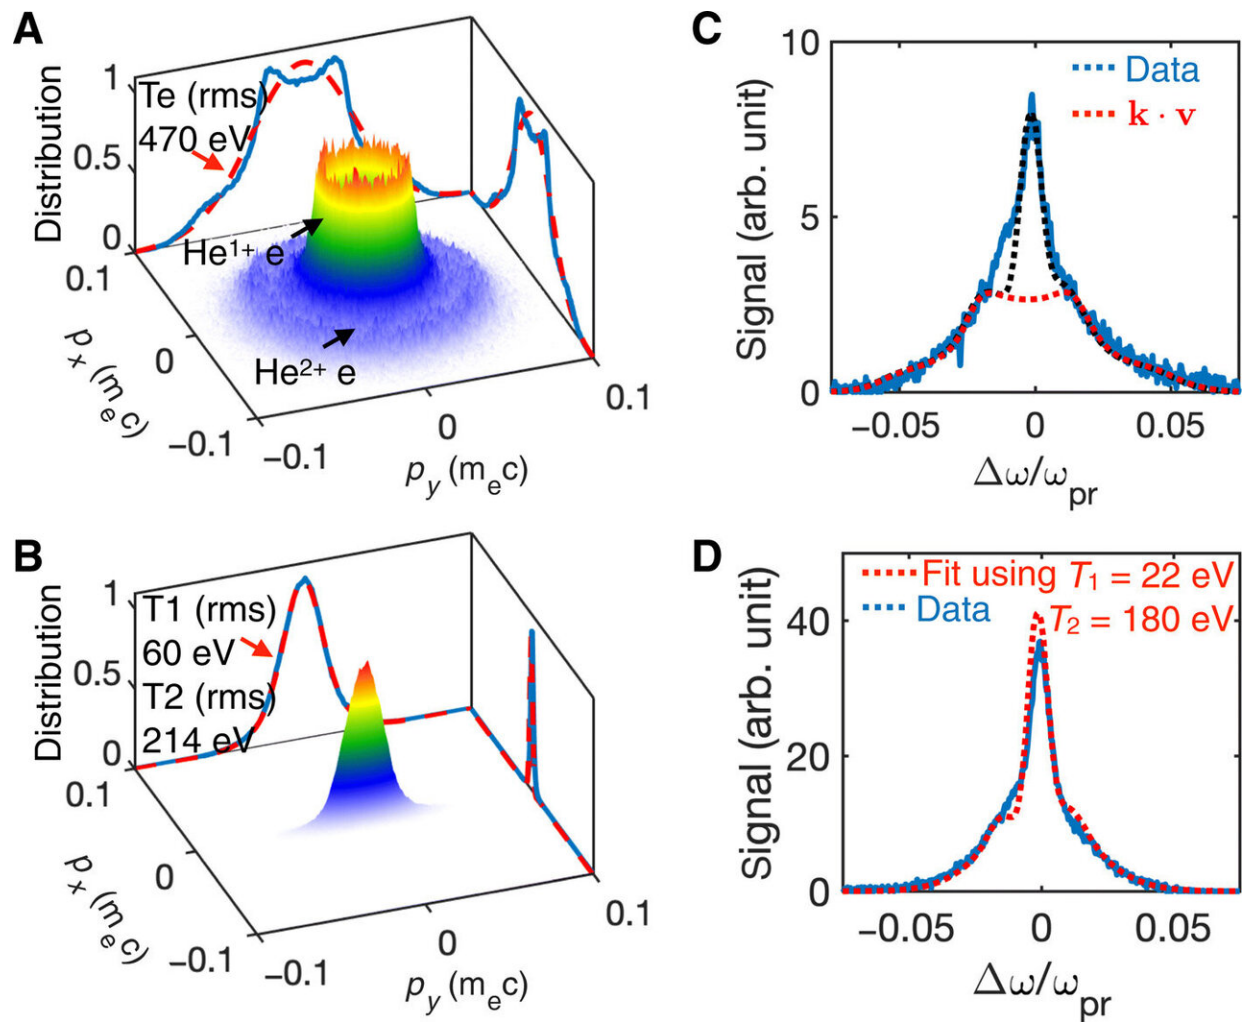 A
Distribution
1
0.5
0
Te (rms)
470 eV
He¹⁺ e
He²⁺ e
0.1
0
−0.1
pₓ (mₑc)
−0.1
0
0.1
p_y (mₑc)
B
Distribution
1
0.5
0
T1 (rms)
60 eV
T2 (rms)
214 eV
0.1
0
−0.1
pₓ (mₑc)
−0.1
0
0.1
p_y (mₑc)
C
Signal (arb. unit)
10
5
0
Data
k · v
−0.05
0
0.05
Δω/ω_pr
D
Signal (arb. unit)
40
20
0
Fit using T₁ = 22 eV
Data
T₂ = 180 eV
−0.05
0
0.05
Δω/ω_pr